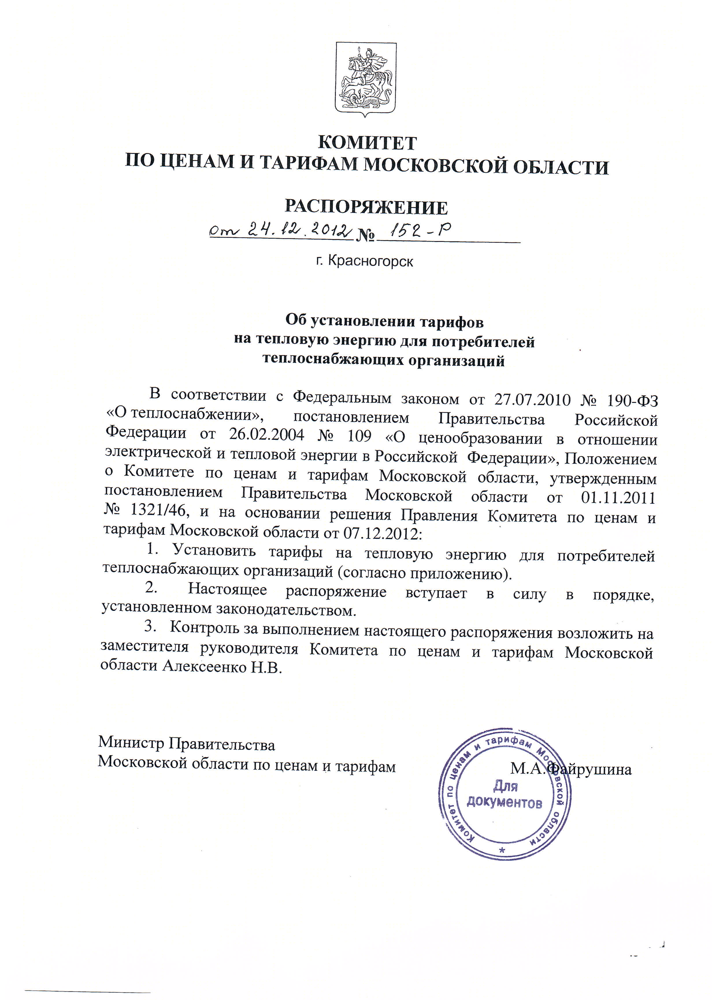 КОМИТЕТ
ПО ЦЕНАМ И ТАРИФАМ МОСКОВСКОЙ ОБЛАСТИ
РАСПОРЯЖЕНИЕ
от 24.12.2012 № 152-Р
г. Красногорск
Об установлении тарифов
на тепловую энергию для потребителей
теплоснабжающих организаций
В соответствии с Федеральным законом от 27.07.2010 № 190-ФЗ
«О теплоснабжении», постановлением Правительства Российской
Федерации от 26.02.2004 № 109 «О ценообразовании в отношении
электрической и тепловой энергии в Российской Федерации», Положением
о Комитете по ценам и тарифам Московской области, утвержденным
постановлением Правительства Московской области от 01.11.2011
№ 1321/46, и на основании решения Правления Комитета по ценам и
тарифам Московской области от 07.12.2012:
1. Установить тарифы на тепловую энергию для потребителей
теплоснабжающих организаций (согласно приложению).
2. Настоящее распоряжение вступает в силу в порядке,
установленном законодательством.
3. Контроль за выполнением настоящего распоряжения возложить на
заместителя руководителя Комитета по ценам и тарифам Московской
области Алексеенко Н.В.
Министр Правительства
Московской области по ценам и тарифам М.А.Файрушина
Комитет по ценам и тарифам Московской области
Для
документов
*